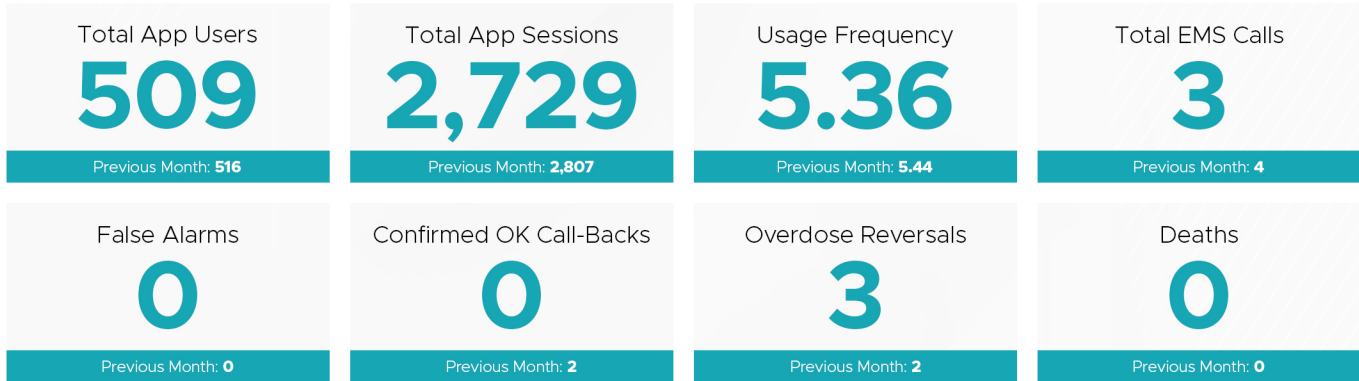 Total App Users
509
Previous Month: 516
Total App Sessions
2,729
Previous Month: 2,807
Usage Frequency
5.36
Previous Month: 5.44
Total EMS Calls
3
Previous Month: 4
False Alarms
0
Previous Month: 0
Confirmed OK Call-Backs
0
Previous Month: 2
Overdose Reversals
3
Previous Month: 2
Deaths
0
Previous Month: 0